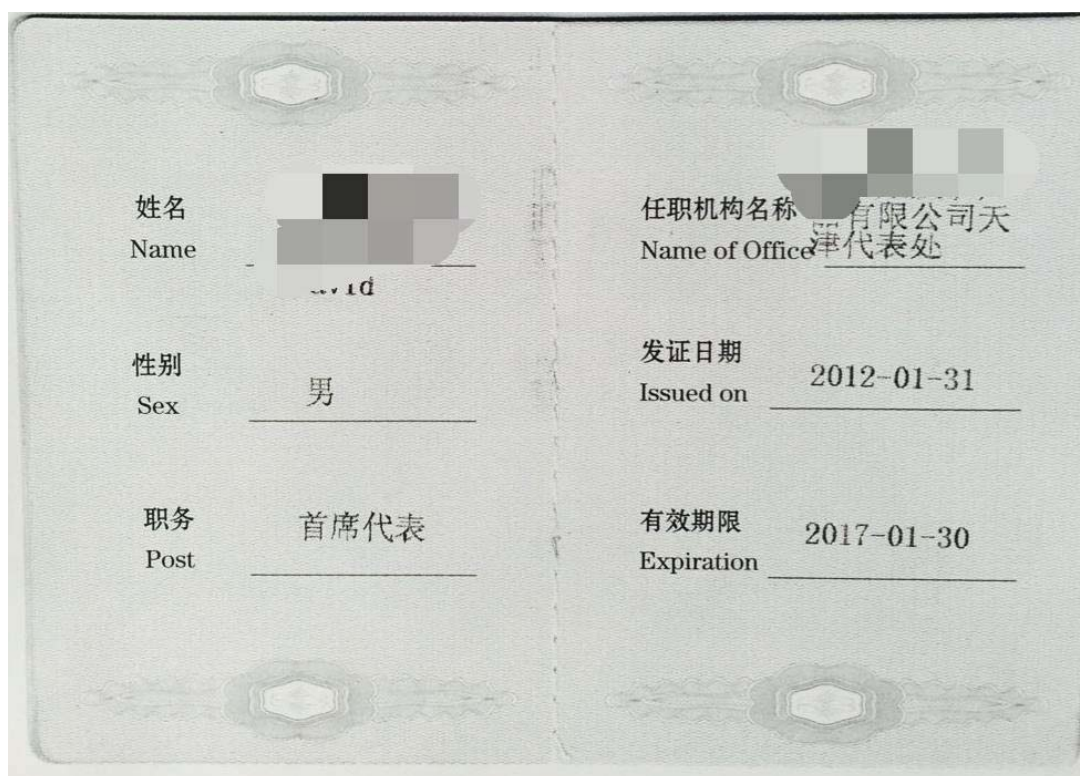 姓名
Name
性别
Sex
男
职务
Post
首席代表
任职机构名称
Name of Office
有限公司天
津代表处
发证日期
Issued on
2012-01-31
有效期限
Expiration
2017-01-30